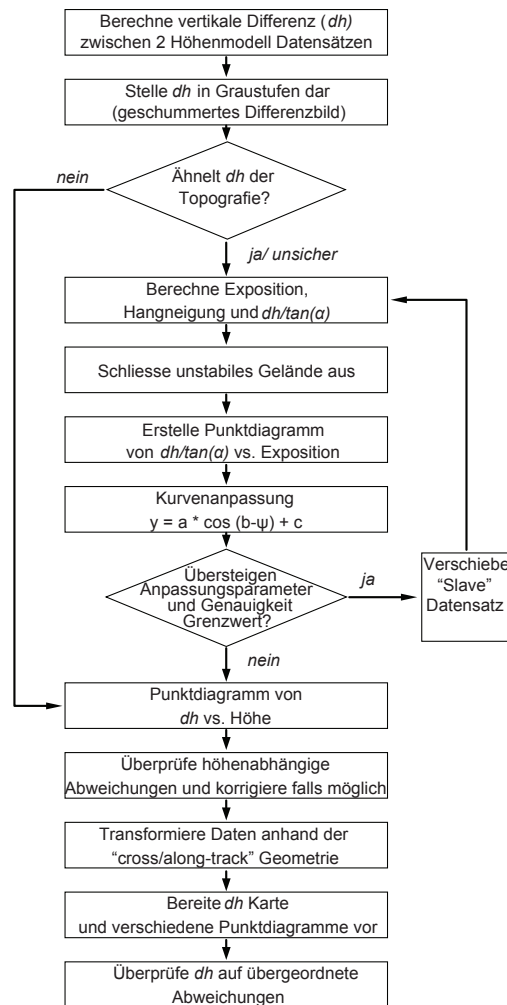 Berechne vertikale Differenz (dh)
zwischen 2 Höhenmodell Datensätzen
Stelle dh in Graustufen dar
(geschummertes Differenzbild)
nein
Ähnelt dh der
Topografie?
ja/ unsicher
Berechne Exposition,
Hangneigung und dh/tan(α)
Schliesse unstabiles Gelände aus
Erstelle Punktdiagramm
von dh/tan(α) vs. Exposition
Kurvenanpassung
y = a * cos (b-ψ) + c
Übersteigen
Anpassungsparameter
und Genauigkeit
Grenzwert?
ja
Verschiebe
“Slave”
Datensatz
nein
Punktdiagramm von
dh vs. Höhe
Überprüfe höhenabhängige
Abweichungen und korrigiere falls möglich
Transformiere Daten anhand der
“cross/along-track” Geometrie
Bereite dh Karte
und verschiedene Punktdiagramme vor
Überprüfe dh auf übergeordnete
Abweichungen